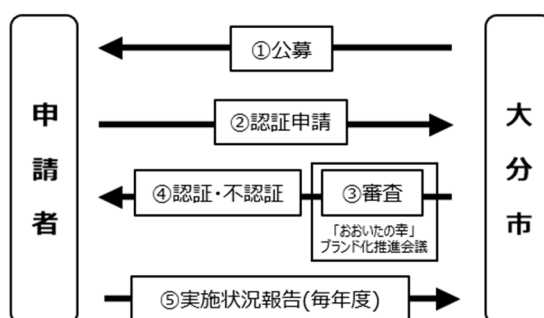 申請者
大分市
①公募
②認証申請
④認証・不認証
③審査
「おおいたの幸」
ブランド化推進会議
⑤実施状況報告(毎年度)